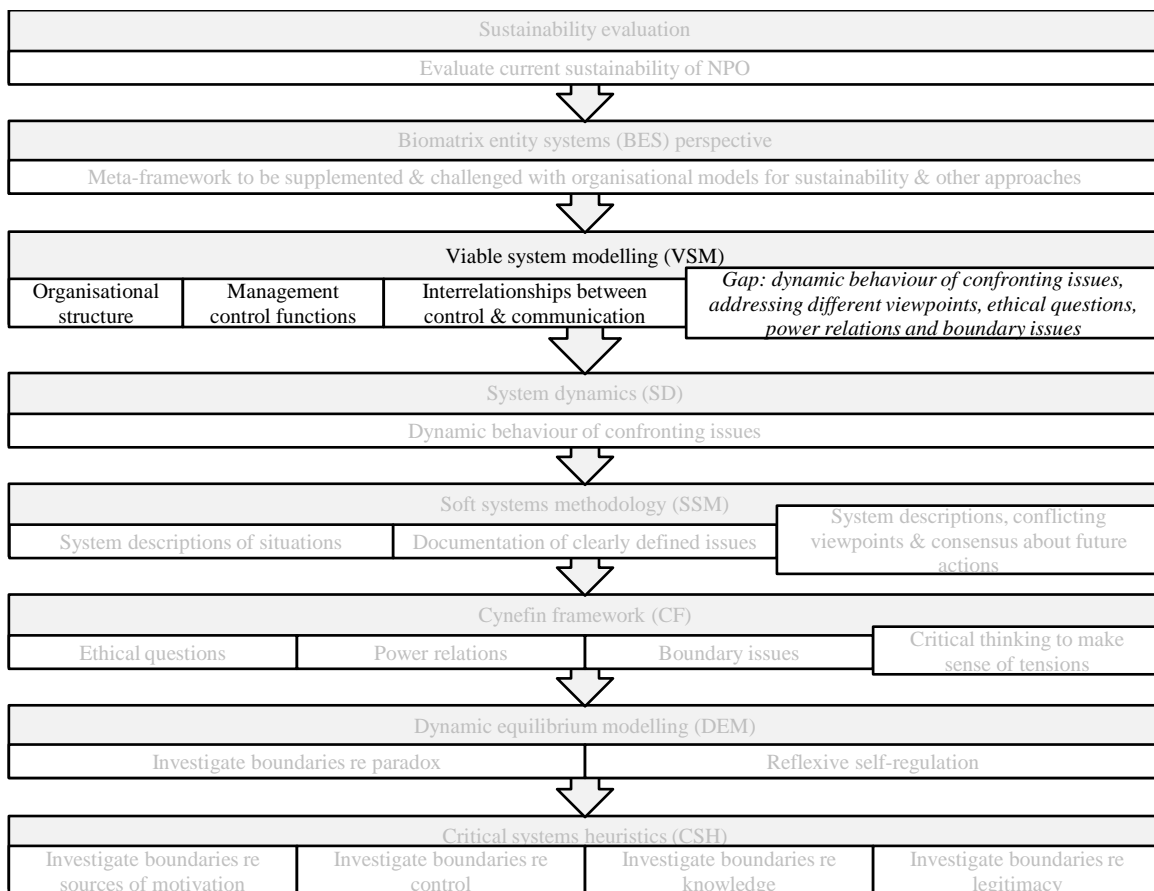 Sustainability evaluation
Evaluate current sustainability of NPO
Biomatrix entity systems (BES) perspective
Meta-framework to be supplemented & challenged with organisational models for sustainability & other approaches
Viable system modelling (VSM)
Organisational
structure
Management
control functions
Interrelationships between
control & communication
Gap: dynamic behaviour of confronting issues,
addressing different viewpoints, ethical questions,
power relations and boundary issues
System dynamics (SD)
Dynamic behaviour of confronting issues
Soft systems methodology (SSM)
System descriptions of situations
Documentation of clearly defined issues
System descriptions, conflicting
viewpoints & consensus about future
actions
Cynefin framework (CF)
Ethical questions
Power relations
Boundary issues
Critical thinking to make
sense of tensions
Dynamic equilibrium modelling (DEM)
Investigate boundaries re paradox
Reflexive self-regulation
Critical systems heuristics (CSH)
Investigate boundaries re
sources of motivation
Investigate boundaries re
control
Investigate boundaries re
knowledge
Investigate boundaries re
legitimacy